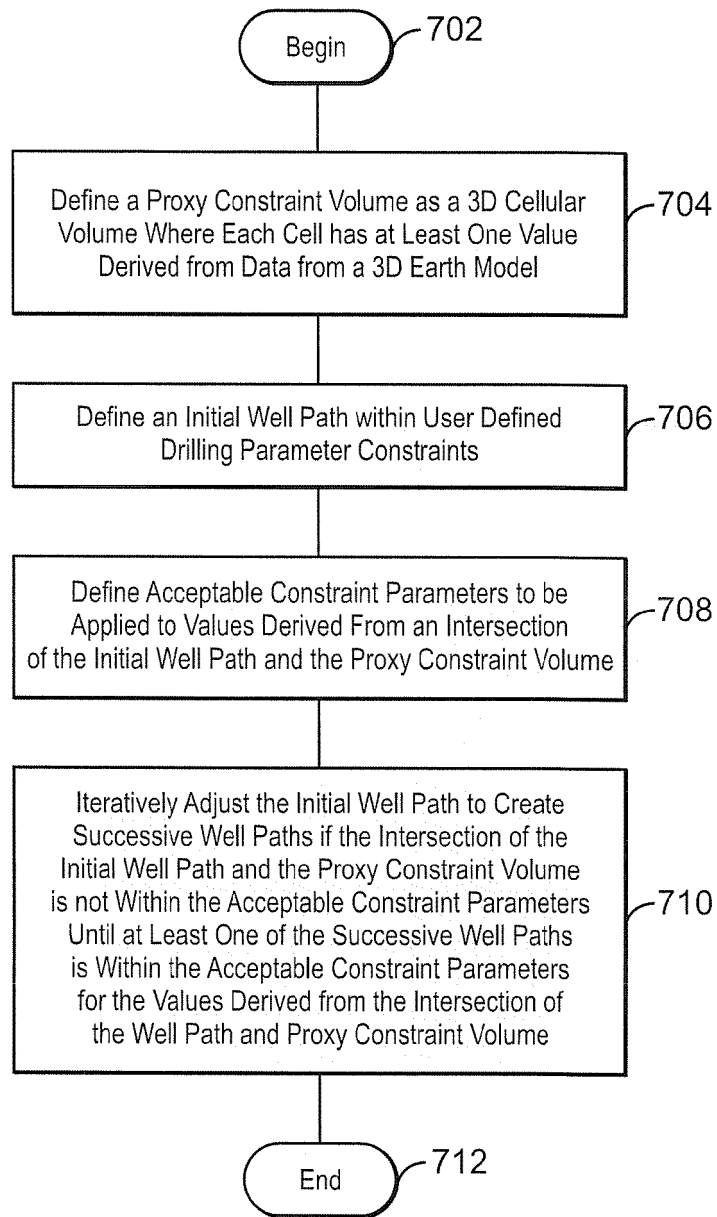 Begin
702
Define a Proxy Constraint Volume as a 3D Cellular
Volume Where Each Cell has at Least One Value
Derived from Data from a 3D Earth Model
704
Define an Initial Well Path within User Defined
Drilling Parameter Constraints
706
Define Acceptable Constraint Parameters to be
Applied to Values Derived From an Intersection
of the Initial Well Path and the Proxy Constraint Volume
708
Iteratively Adjust the Initial Well Path to Create
Successive Well Paths if the Intersection of the
Initial Well Path and the Proxy Constraint Volume
is not Within the Acceptable Constraint Parameters
Until at Least One of the Successive Well Paths
is Within the Acceptable Constraint Parameters
for the Values Derived from the Intersection of
the Well Path and Proxy Constraint Volume
710
End
712